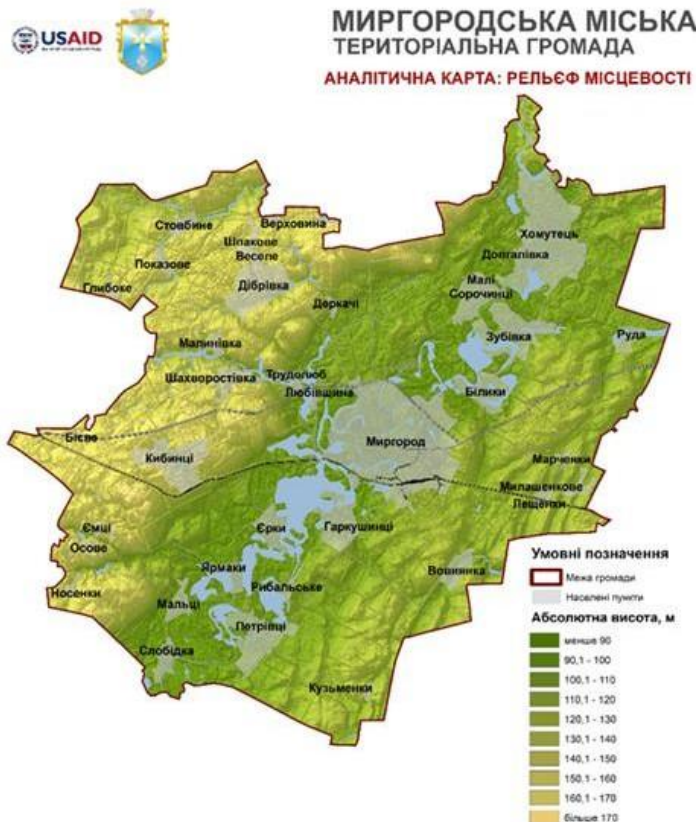 USAID
МИРГОРОДСЬКА МІСЬКА
ТЕРИТОРІАЛЬНА ГРОМАДА
АНАЛІТИЧНА КАРТА: РЕЛЬЄФ МІСЦЕВОСТІ
Стовбине
Верховина
Шпакове
Веселе
Показове
Глибоке
Дібрівка
Деркачі
Хомутець
Довгалівка
Малі
Сорочинці
Зубівка
Руда
Малинівка
Шахворостівка
Трудолюб
Любівщина
Білики
Миргород
Бієве
Кибинці
Марченки
Милашенкове
Лещенки
Ємці
Осове
Єрки
Гаркушинці
Ярмаки
Рибальське
Вовнянка
Носенки
Мальці
Петрівці
Слобідка
Кузьменки
Умовні позначення
Межа громади
Населені пункти
Абсолютна висота, м
менше 90
90,1 - 100
100,1 - 110
110,1 - 120
120,1 - 130
130,1 - 140
140,1 - 150
150,1 - 160
160,1 - 170
більше 170